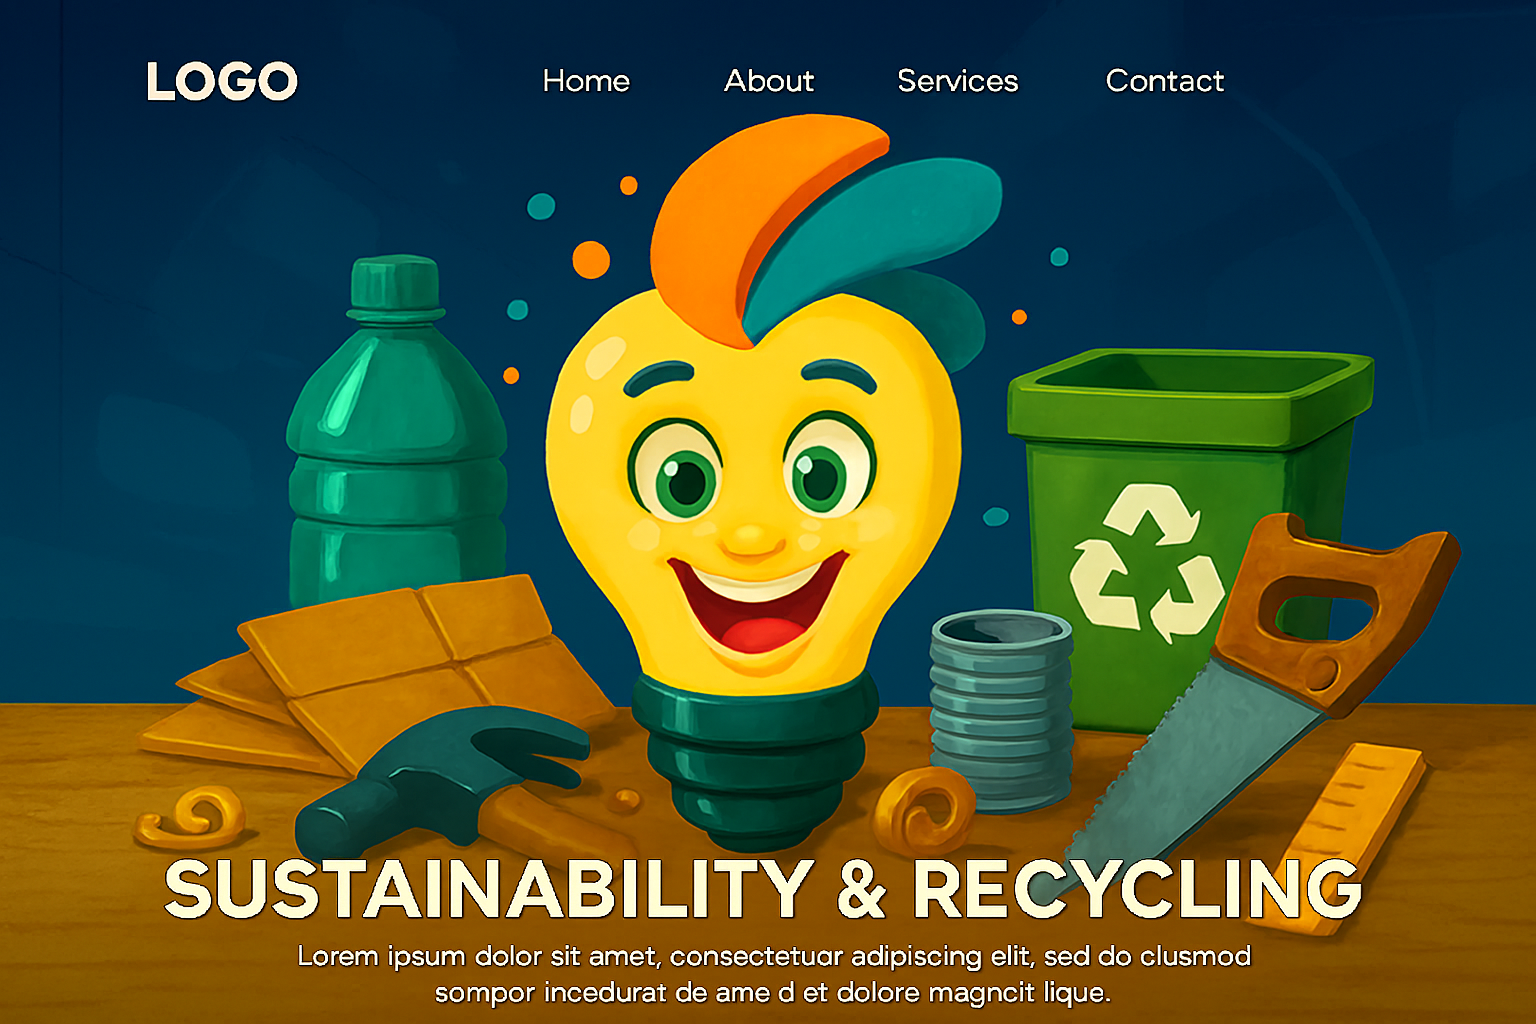 LOGO
Home About Services Contact
SUSTAINABILITY & RECYCLING
Lorem ipsum dolor sit amet, consectetuar adipiscing elit, sed do clusmod
sompor incedurat de ame d et dolore magncit lique.